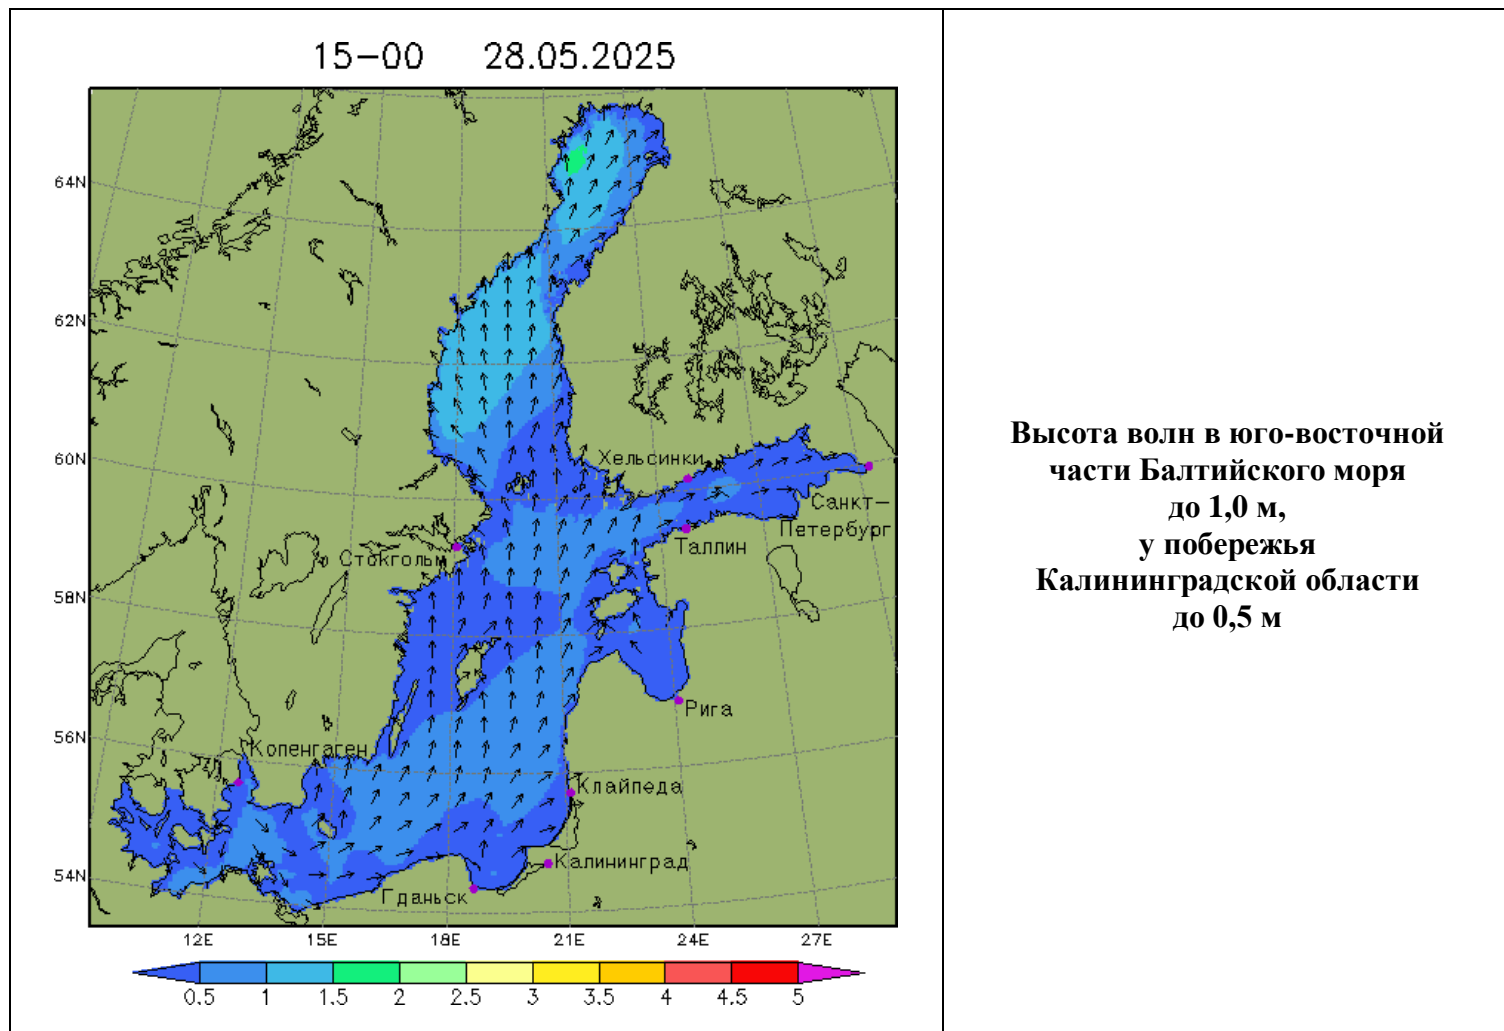 15-00 28.05.2025
64N
62N
60N
58N
56N
54N
Хельсинки
Санкт-
Петербург
Таллин
Стокгольм
Рига
Копенгаген
Клайпеда
Калининград
Гданьск
12E 15E 18E 21E 24E 27E
0.5 1 1.5 2 2.5 3 3.5 4 4.5 5
Высота волн в юго-восточной
части Балтийского моря
до 1,0 м,
у побережья
Калининградской области
до 0,5 м